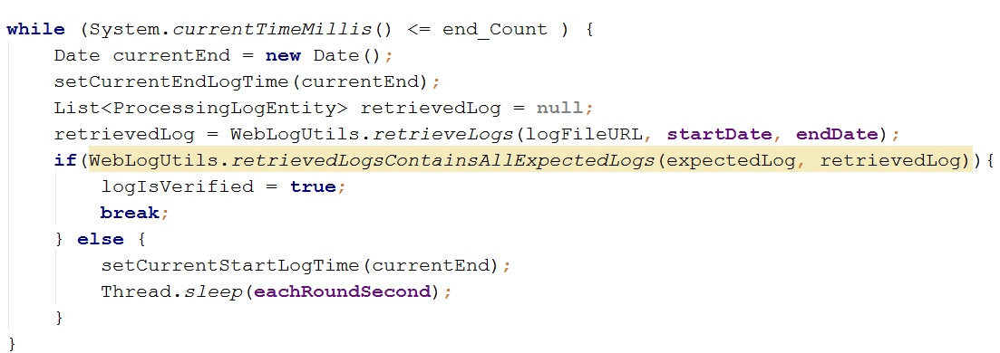 while (System.currentTimeMillis() <= end_Count ) {
    Date currentEnd = new Date();
    setCurrentEndLogTime(currentEnd);
    List<ProcessingLogEntity> retrievedLog = null;
    retrievedLog = WebLogUtils.retrieveLogs(logFileURL, startDate, endDate);
    if(WebLogUtils.retrievedLogsContainsAllExpectedLogs(expectedLog, retrievedLog)){
        logIsVerified = true;
        break;
    } else {
        setCurrentStartLogTime(currentEnd);
        Thread.sleep(eachRoundSecond);
    }
}